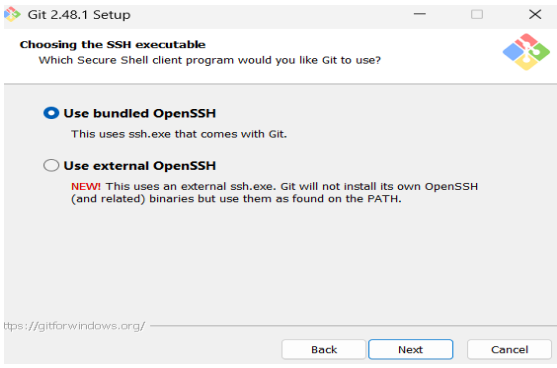 Git 2.48.1 Setup
Choosing the SSH executable
Which Secure Shell client program would you like Git to use?
Use bundled OpenSSH
This uses ssh.exe that comes with Git.
Use external OpenSSH
NEW! This uses an external ssh.exe. Git will not install its own OpenSSH
(and related) binaries but use them as found on the PATH.
ttps://gitforwindows.org/
Back Next Cancel